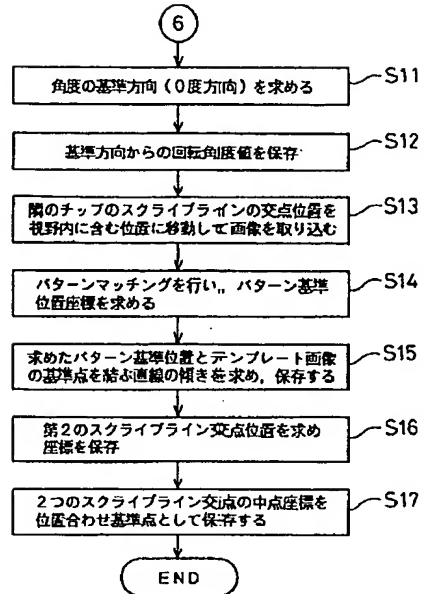 6
角度の基準方向（0度方向）を求める
S11
基準方向からの回転角度値を保存
S12
隣のチップのスクライブラインの交点位置を
視野内に含む位置に移動して画像を取り込む
S13
パターンマッチングを行い、パターン基準
位置座標を求める
S14
求めたパターン基準位置とテンプレート画像
の基準点を結ぶ直線の傾きを求め，保存する
S15
第2のスクライブライン交点位置を求め
座標を保存
S16
2つのスクライブライン交点の中点座標を
位置合わせ基準点として保存する
S17
END